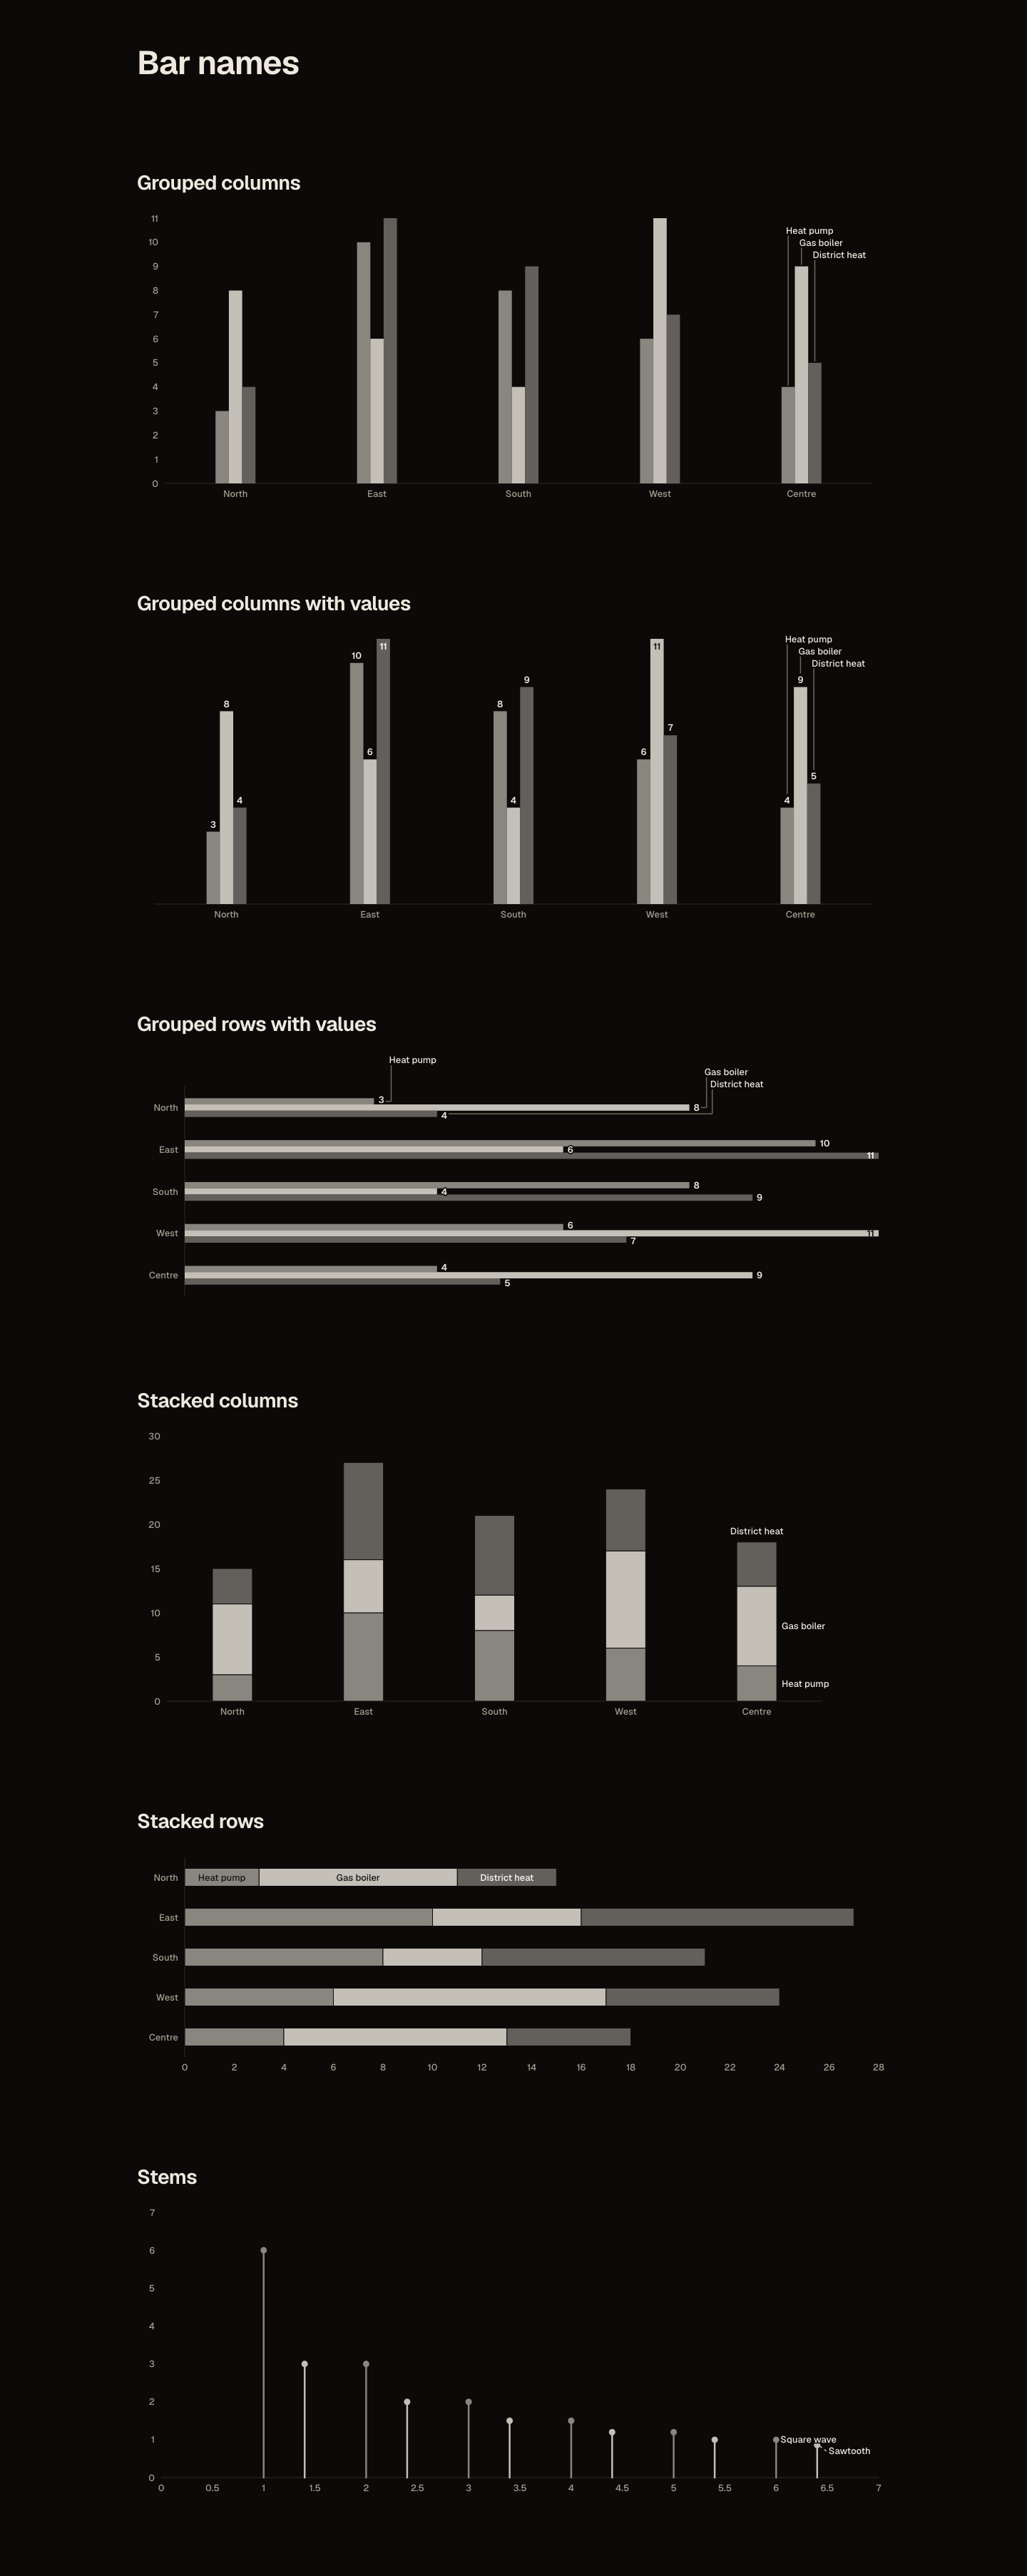 Bar names
Grouped columns
11
10
9
8
7
6
5
4
3
2
1
0
Heat pump
Gas boiler
District heat
North East South West Centre
Grouped columns with values
Heat pump
Gas boiler
District heat
3 8 4
10 6 11
8 4 9
6 11 7
4 9 5
North East South West Centre
Grouped rows with values
Heat pump
Gas boiler
District heat
North 3 8 4
East 10 6 11
South 8 4 9
West 6 11 7
Centre 4 9 5
Stacked columns
30
25
20
15
10
5
0
District heat
Gas boiler
Heat pump
North East South West Centre
Stacked rows
North Heat pump Gas boiler District heat
East
South
West
Centre
0 2 4 6 8 10 12 14 16 18 20 22 24 26 28
Stems
7
6
5
4
3
2
1
0
Square wave
Sawtooth
0 0.5 1 1.5 2 2.5 3 3.5 4 4.5 5 5.5 6 6.5 7